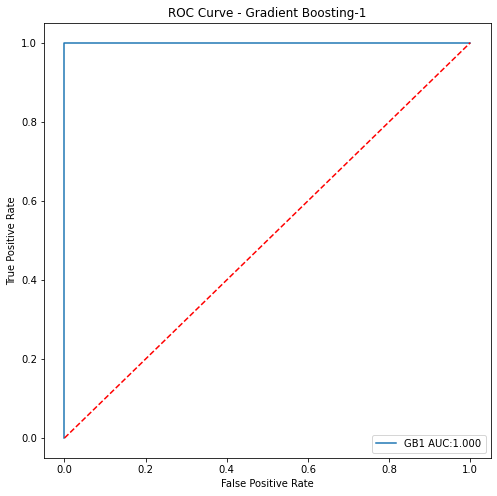 ROC Curve - Gradient Boosting-1
True Positive Rate
1.0
0.8
0.6
0.4
0.2
0.0
GB1 AUC:1.000
0.0 0.2 0.4 0.6 0.8 1.0
False Positive Rate